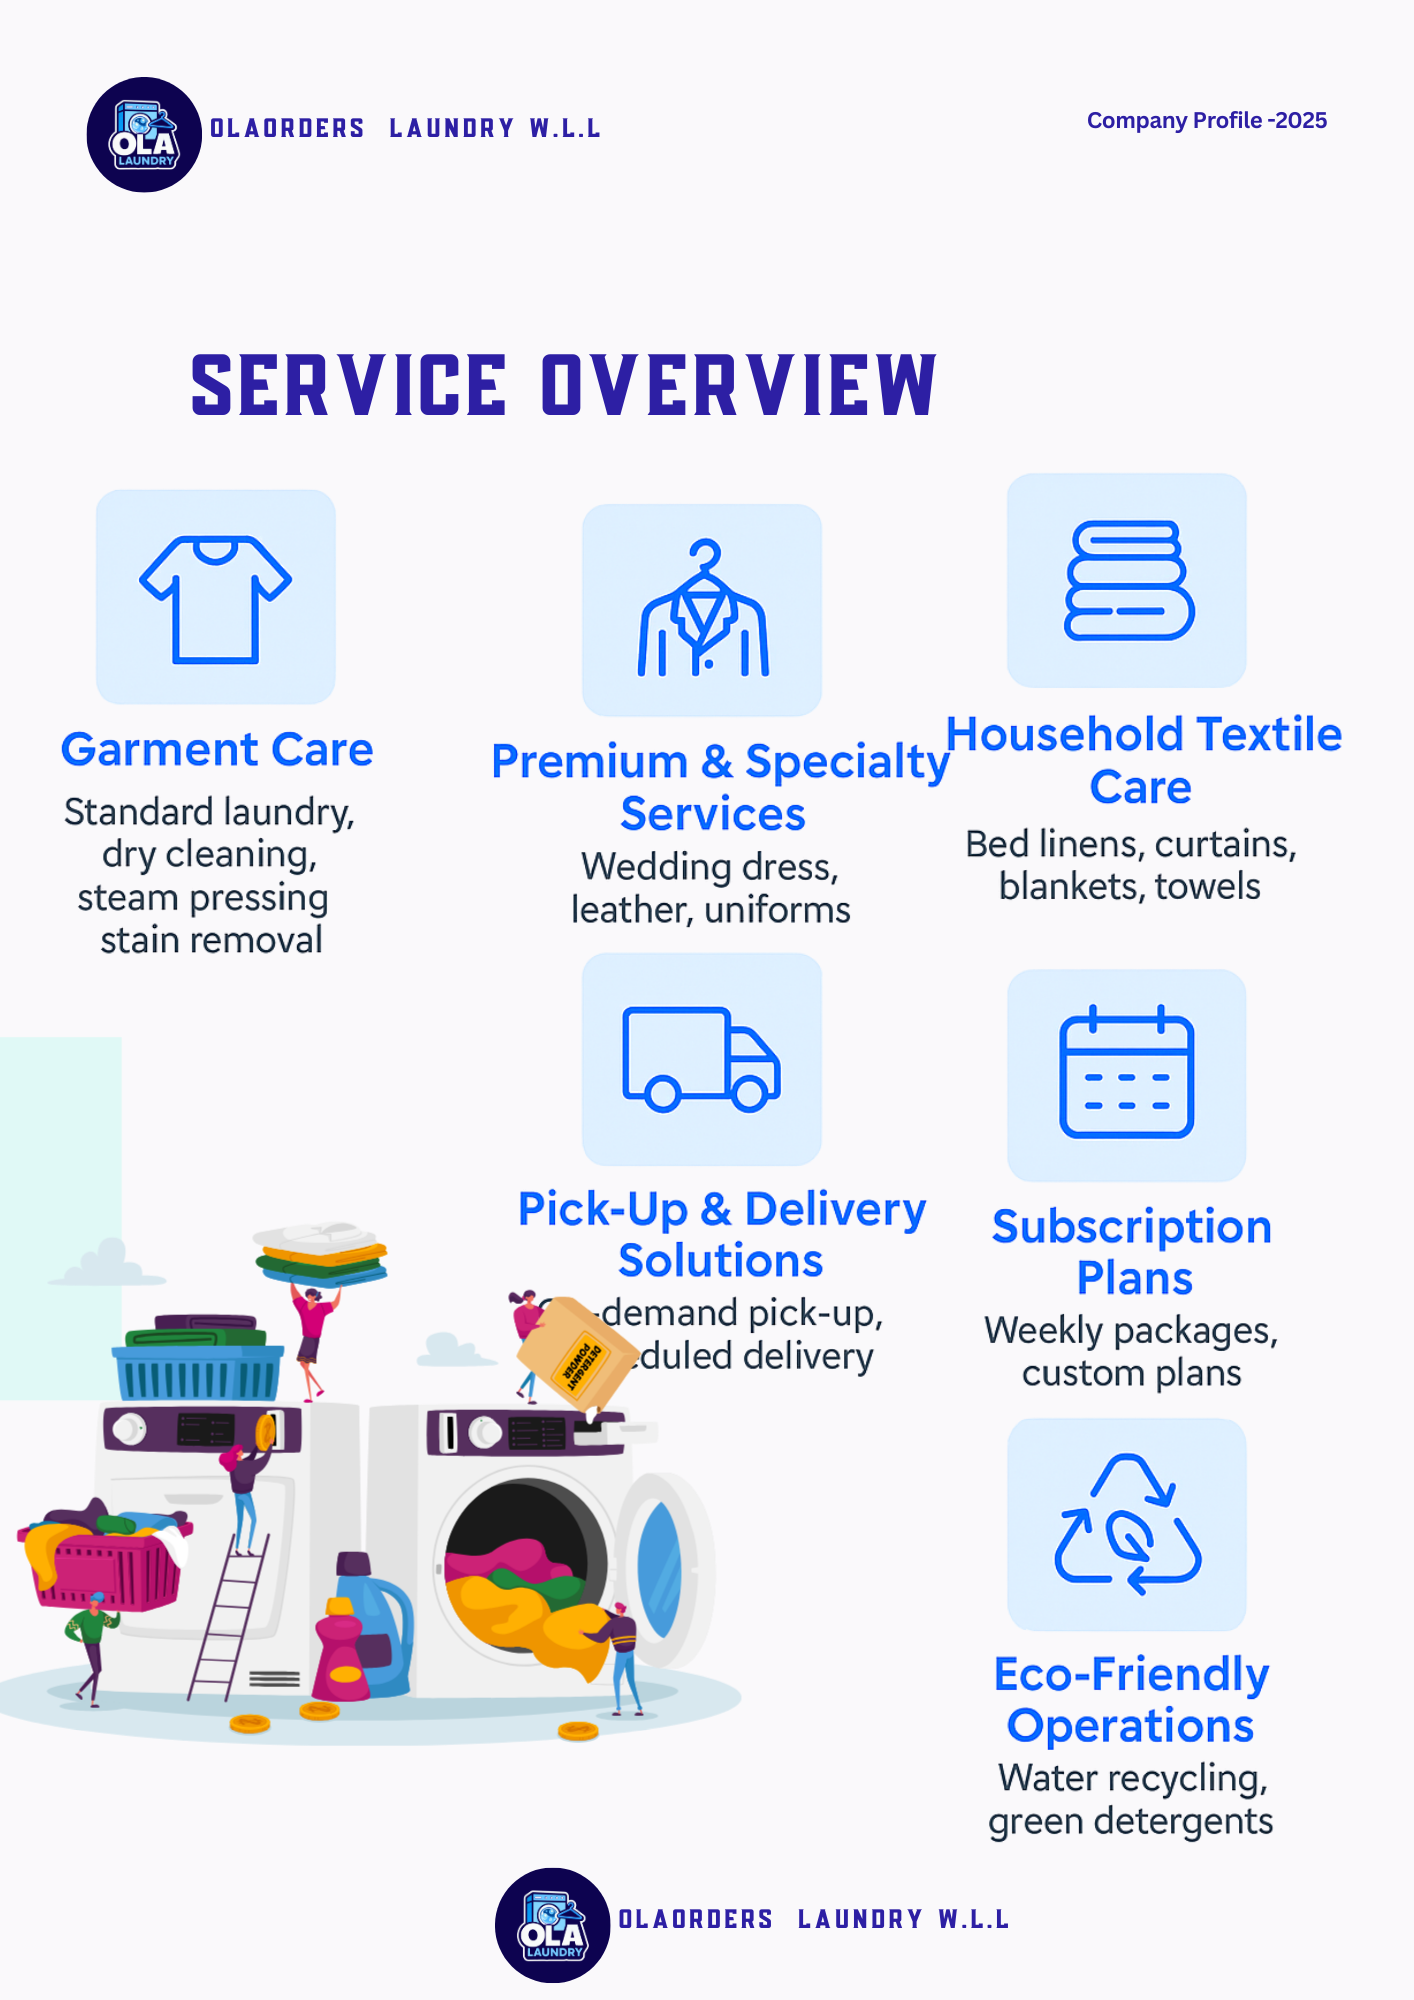 OLA
LAUNDRY
OLAORDERS LAUNDRY W.L.L
Company Profile -2025
SERVICE OVERVIEW
Garment Care
Standard laundry,
dry cleaning,
steam pressing
stain removal
Premium & Specialty
Services
Wedding dress,
leather, uniforms
Household Textile
Care
Bed linens, curtains,
blankets, towels
Pick-Up & Delivery
Solutions
-demand pick-up,
eduled delivery
Subscription
Plans
Weekly packages,
custom plans
DETERGENT
POWDER
Eco-Friendly
Operations
Water recycling,
green detergents
OLA
LAUNDRY
OLAORDERS LAUNDRY W.L.L